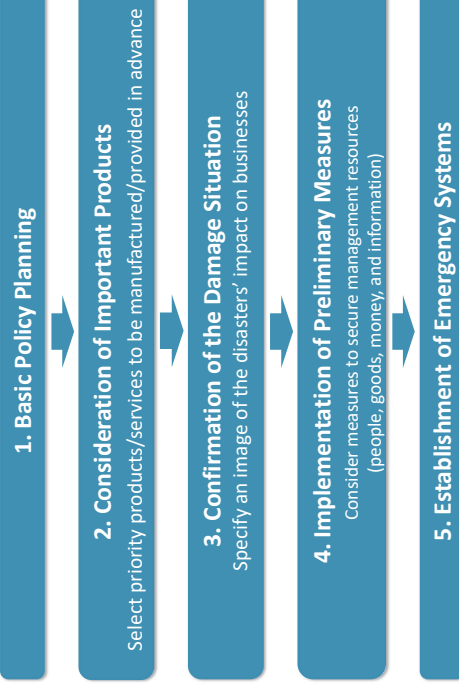 1. Basic Policy Planning
2. Consideration of Important Products
Select priority products/services to be manufactured/provided in advance
3. Confirmation of the Damage Situation
Specify an image of the disasters’ impact on businesses
4. Implementation of Preliminary Measures
Consider measures to secure management resources
(people, goods, money, and information)
5. Establishment of Emergency Systems